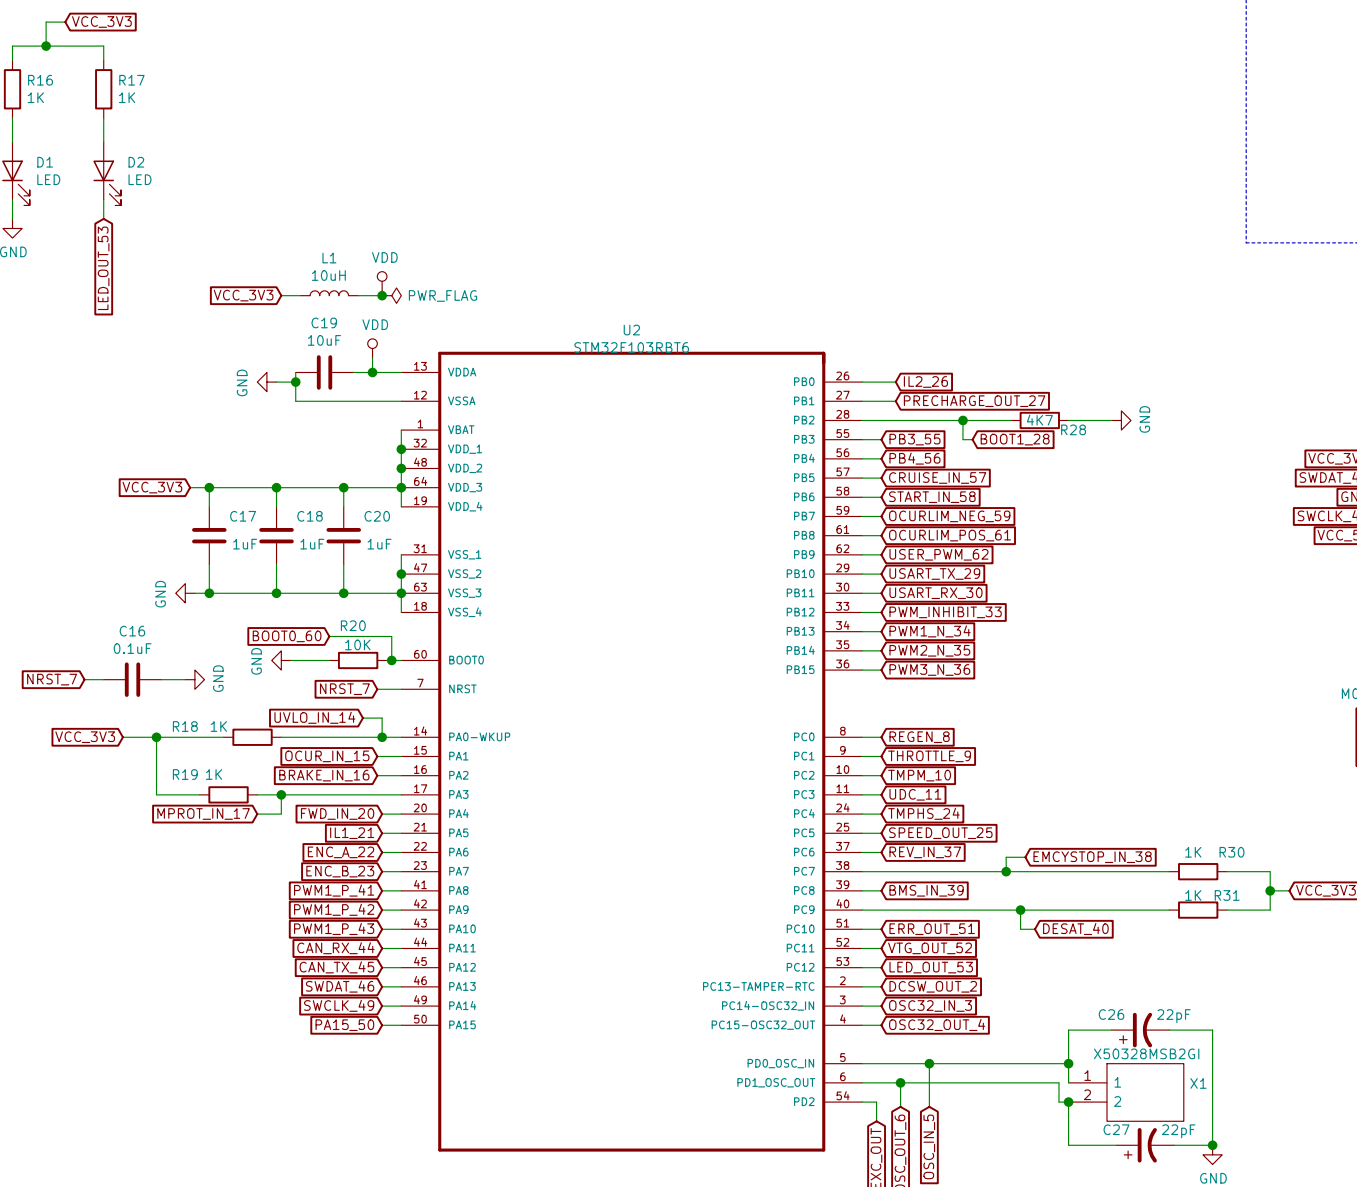 VCC_3V3
R16
1K
R17
1K
D1
LED
D2
LED
GND
LED_OUT_53
L1
10uH
VDD
VCC_3V3
PWR_FLAG
C19
10uF
VDD
GND
U2
STM32F103RBT6
13 VDDA
12 VSSA
1 VBAT
32 VDD_1
48 VDD_2
64 VDD_3
19 VDD_4
31 VSS_1
47 VSS_2
63 VSS_3
18 VSS_4
60 BOOT0
7 NRST
14 PA0-WKUP
15 PA1
16 PA2
17 PA3
20 PA4
21 PA5
22 PA6
23 PA7
41 PA8
42 PA9
43 PA10
44 PA11
45 PA12
46 PA13
49 PA14
50 PA15
VCC_3V3
C17
1uF
C18
1uF
C20
1uF
GND
C16
0.1uF
NRST_7
GND
BOOT0_60
R20
10K
GND
NRST_7
UVLO_IN_14
VCC_3V3
R18 1K
OCUR_IN_15
BRAKE_IN_16
R19 1K
MPROT_IN_17
FWD_IN_20
IL1_21
ENC_A_22
ENC_B_23
PWM1_P_41
PWM1_P_42
PWM1_P_43
CAN_RX_44
CAN_TX_45
SWDAT_46
SWCLK_49
PA15_50
PB0 26 IL2_26
PB1 27 PRECHARGE_OUT_27
PB2 28
4K7
R28
GND
BOOT1_28
PB3 55 PB3_55
PB4 56 PB4_56
PB5 57 CRUISE_IN_57
PB6 58 START_IN_58
PB7 59 OCURLIM_NEG_59
PB8 61 OCURLIM_POS_61
PB9 62 USER_PWM_62
PB10 29 USART_TX_29
PB11 30 USART_RX_30
PB12 33 PWM_INHIBIT_33
PB13 34 PWM1_N_34
PB14 35 PWM2_N_35
PB15 36 PWM3_N_36
PC0 8 REGEN_8
PC1 9 THROTTLE_9
PC2 10 TMPM_10
PC3 11 UDC_11
PC4 24 TMPHS_24
PC5 25 SPEED_OUT_25
PC6 37 REV_IN_37
PC7 38
EMCYSTOP_IN_38
1K R30
PC8 39 BMS_IN_39
VCC_3V3
1K R31
PC9 40
DESAT_40
PC10 51 ERR_OUT_51
PC11 52 VTG_OUT_52
PC12 53 LED_OUT_53
PC13-TAMPER-RTC 2 DCSW_OUT_2
PC14-OSC32_IN 3 OSC32_IN_3
PC15-OSC32_OUT 4 OSC32_OUT_4
PD0_OSC_IN 5
PD1_OSC_OUT 6
PD2 54
EXC_OUT
OSC_OUT_6
OSC_IN_5
C26 22pF
X50328MSB2GI
1 1
2 2
X1
C27 22pF
GND
SWDAT_4
SWCLK_4